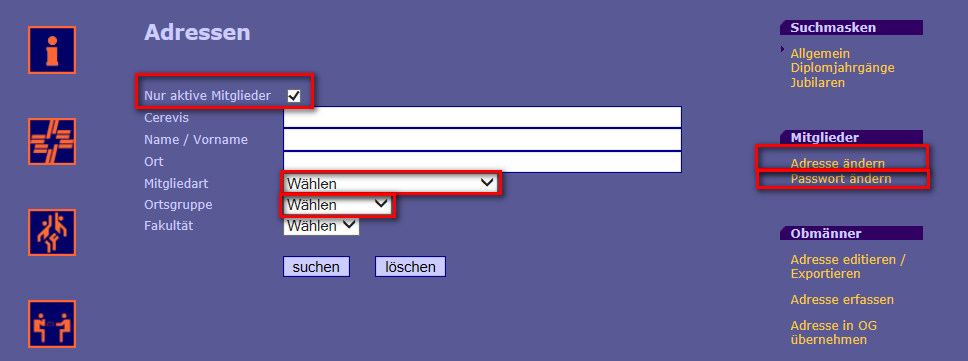 Adressen
Nur aktive Mitglieder
Cerevis
Name / Vorname
Ort
Mitgliedart Wählen
Ortsgruppe Wählen
Fakultät Wählen
suchen löschen
Suchmasken
Allgemein
Diplomjahrgänge
Jubilaren
Mitglieder
Adresse ändern
Passwort ändern
Obmänner
Adresse editieren /
Exportieren
Adresse erfassen
Adresse in OG
übernehmen